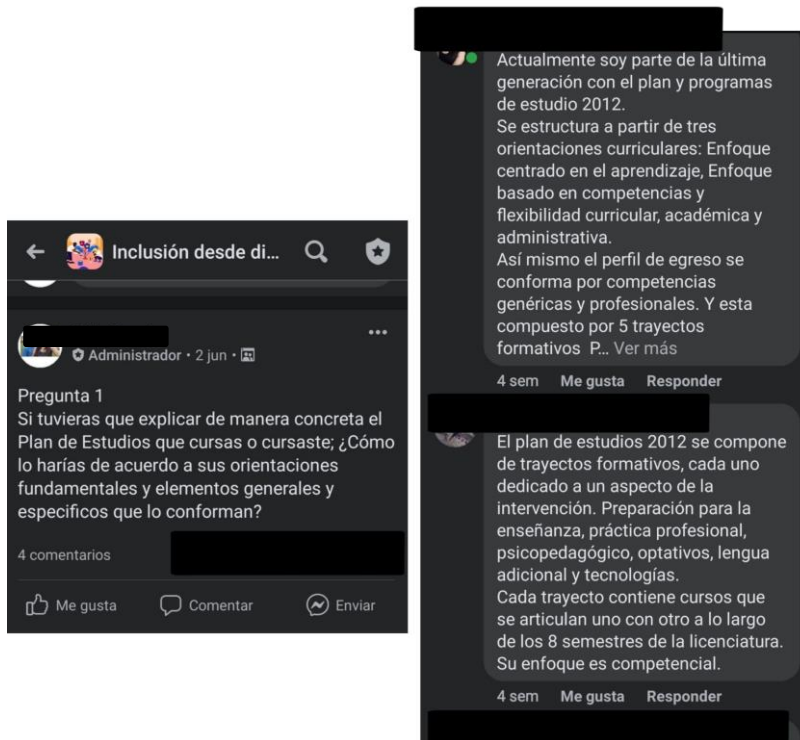 Inclusión desde di...
Administrador • 2 jun •
Pregunta 1
Si tuvieras que explicar de manera concreta el
Plan de Estudios que cursas o cursaste; ¿Cómo
lo harías de acuerdo a sus orientaciones
fundamentales y elementos generales y
especificos que lo conforman?
4 comentarios
Me gusta Comentar Enviar
Actualmente soy parte de la última
generación con el plan y programas
de estudio 2012.
Se estructura a partir de tres
orientaciones curriculares: Enfoque
centrado en el aprendizaje, Enfoque
basado en competencias y
flexibilidad curricular, académica y
administrativa.
Así mismo el perfil de egreso se
conforma por competencias
genéricas y profesionales. Y esta
compuesto por 5 trayectos
formativos P... Ver más
4 sem Me gusta Responder
El plan de estudios 2012 se compone
de trayectos formativos, cada uno
dedicado a un aspecto de la
intervención. Preparación para la
enseñanza, práctica profesional,
psicopedagógico, optativos, lengua
adicional y tecnologías.
Cada trayecto contiene cursos que
se articulan uno con otro a lo largo
de los 8 semestres de la licenciatura.
Su enfoque es competencial.
4 sem Me gusta Responder